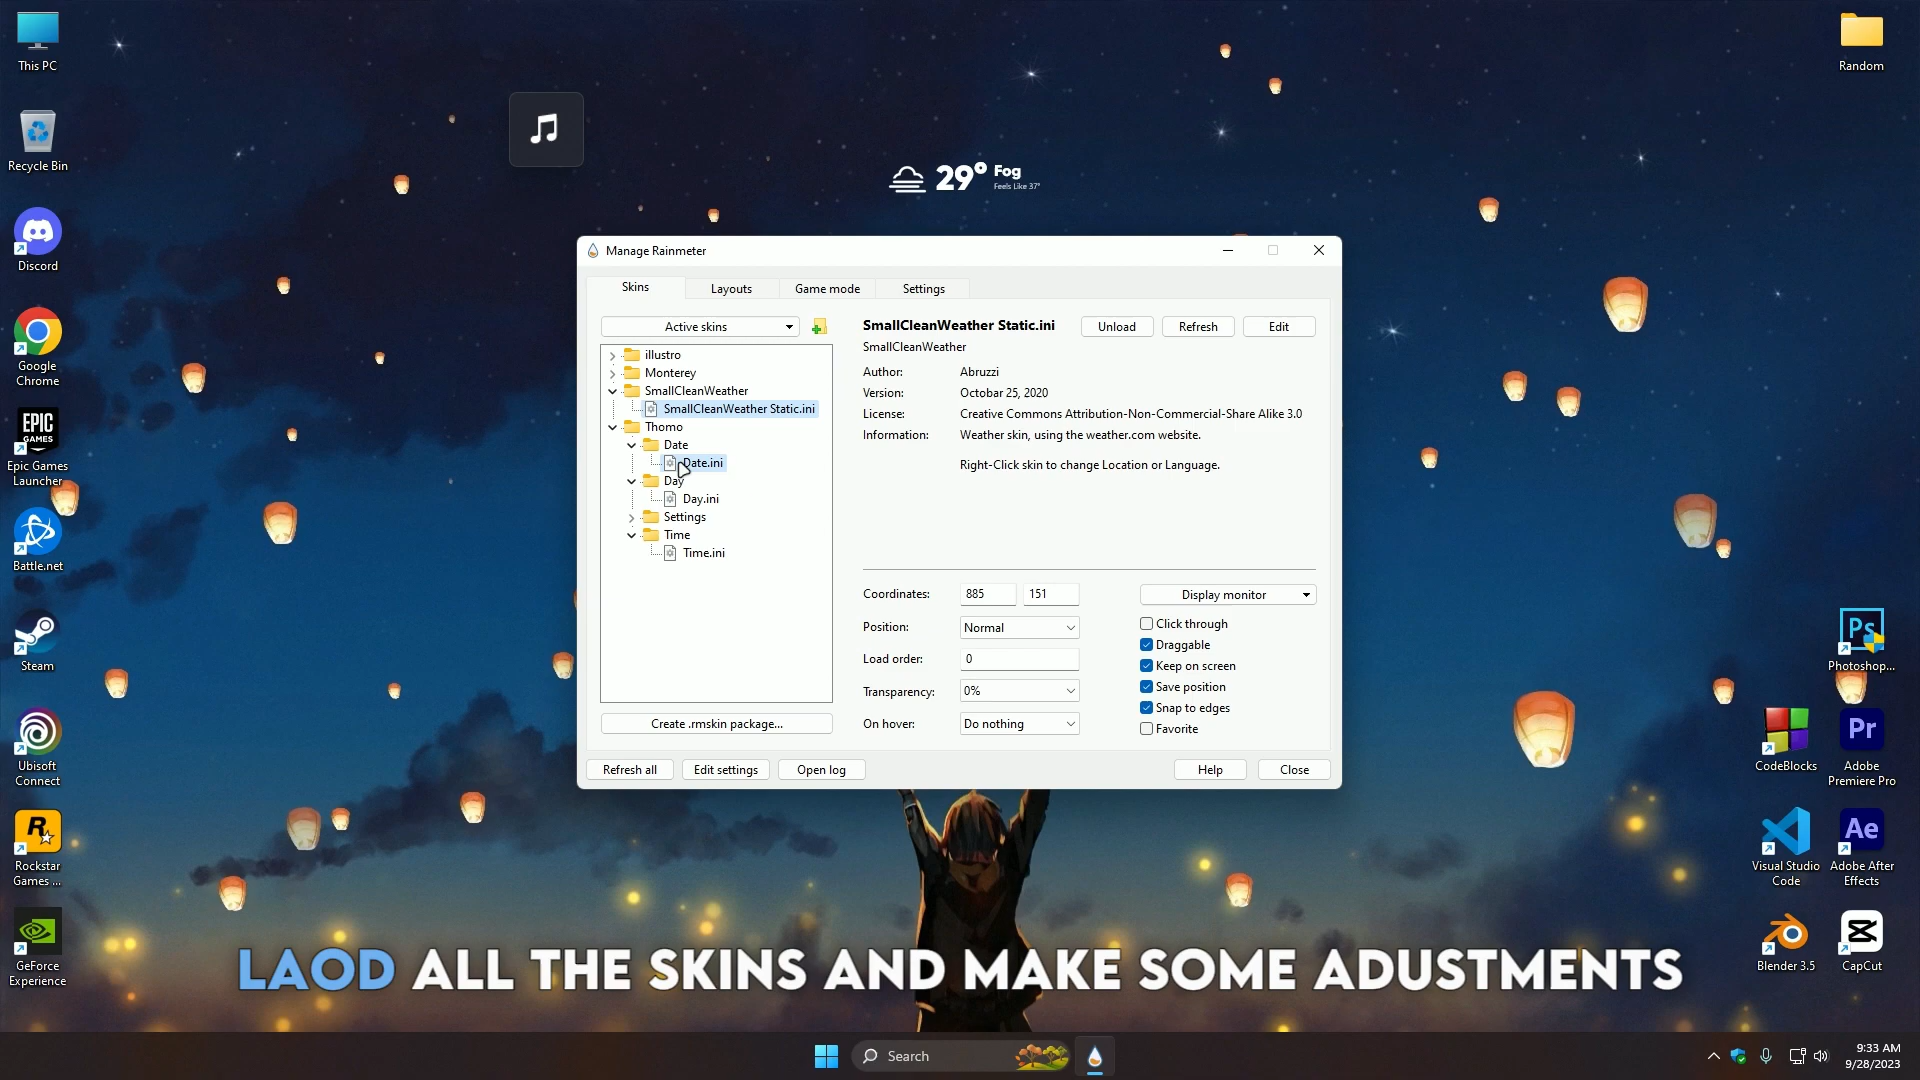 This PC
Random
Recycle Bin
29° Fog
Feels Like 37°
Discord
Google
Chrome
EPIC
GAMES
Epic Games
Launcher
Battle.net
Steam
Ubisoft
Connect
R
Rockstar
Games ...
GeForce
Experience
Manage Rainmeter
Skins
Layouts
Game mode
Settings
Active skins
illustro
Monterey
SmallCleanWeather
SmallCleanWeather Static.ini
Thomo
Date
Date.ini
Day
Day.ini
Settings
Time
Time.ini
Create .rmskin package...
SmallCleanWeather Static.ini
Unload
Refresh
Edit
SmallCleanWeather
Author: Abruzzi
Version: Octobar 25, 2020
License: Creative Commons Attribution-Non-Commercial-Share Alike 3.0
Information: Weather skin, using the weather.com website.
Right-Click skin to change Location or Language.
Coordinates: 885 151
Position: Normal
Load order: 0
Transparency: 0%
On hover: Do nothing
Display monitor
Click through
Draggable
Keep on screen
Save position
Snap to edges
Favorite
Refresh all
Edit settings
Open log
Help
Close
Ps
Photoshop...
CodeBlocks
Pr
Adobe
Premiere Pro
Visual Studio
Code
Ae
Adobe After
Effects
Blender 3.5
CapCut
LAOD ALL THE SKINS AND MAKE SOME ADUSTMENTS
Search
9:33 AM
9/28/2023